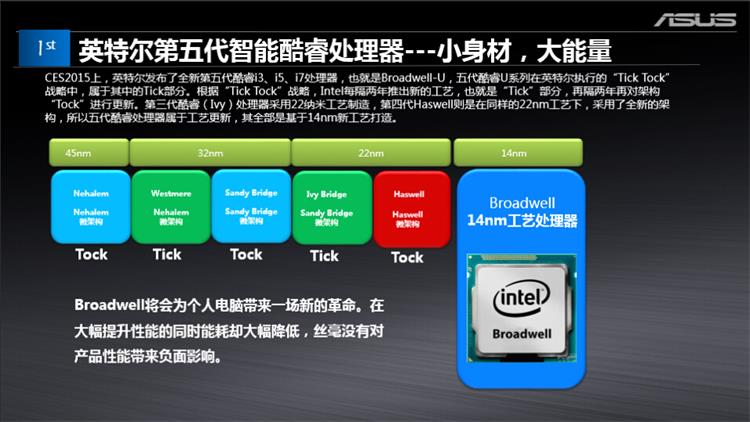 ASUS
1st
英特尔第五代智能酷睿处理器---小身材，大能量
CES2015上，英特尔发布了全新第五代酷睿i3、i5、i7处理器，也就是Broadwell-U，五代酷睿U系列在英特尔执行的“Tick Tock”
战略中，属于其中的Tick部分。根据“Tick Tock”战略，Intel每隔两年推出新的工艺，也就是“Tick”部分，再隔两年再对架构
“Tock”进行更新。第三代酷睿（Ivy）处理器采用22纳米工艺制造，第四代Haswell则是在同样的22nm工艺下，采用了全新的架
构，所以五代酷睿处理器属于工艺更新，其全部是基于14nm新工艺打造。
45nm
32nm
22nm
14nm
Nehalem
Nehalem
微架构
Tock
Westmere
Nehalem
微架构
Tick
Sandy Bridge
Sandy Bridge
微架构
Tock
Ivy Bridge
Sandy Bridge
微架构
Tick
Haswell
Haswell
微架构
Tock
Broadwell
14nm工艺处理器
intel
Broadwell
Broadwell将会为个人电脑带来一场新的革命。在
大幅提升性能的同时能耗却大幅降低，丝毫没有对
产品性能带来负面影响。